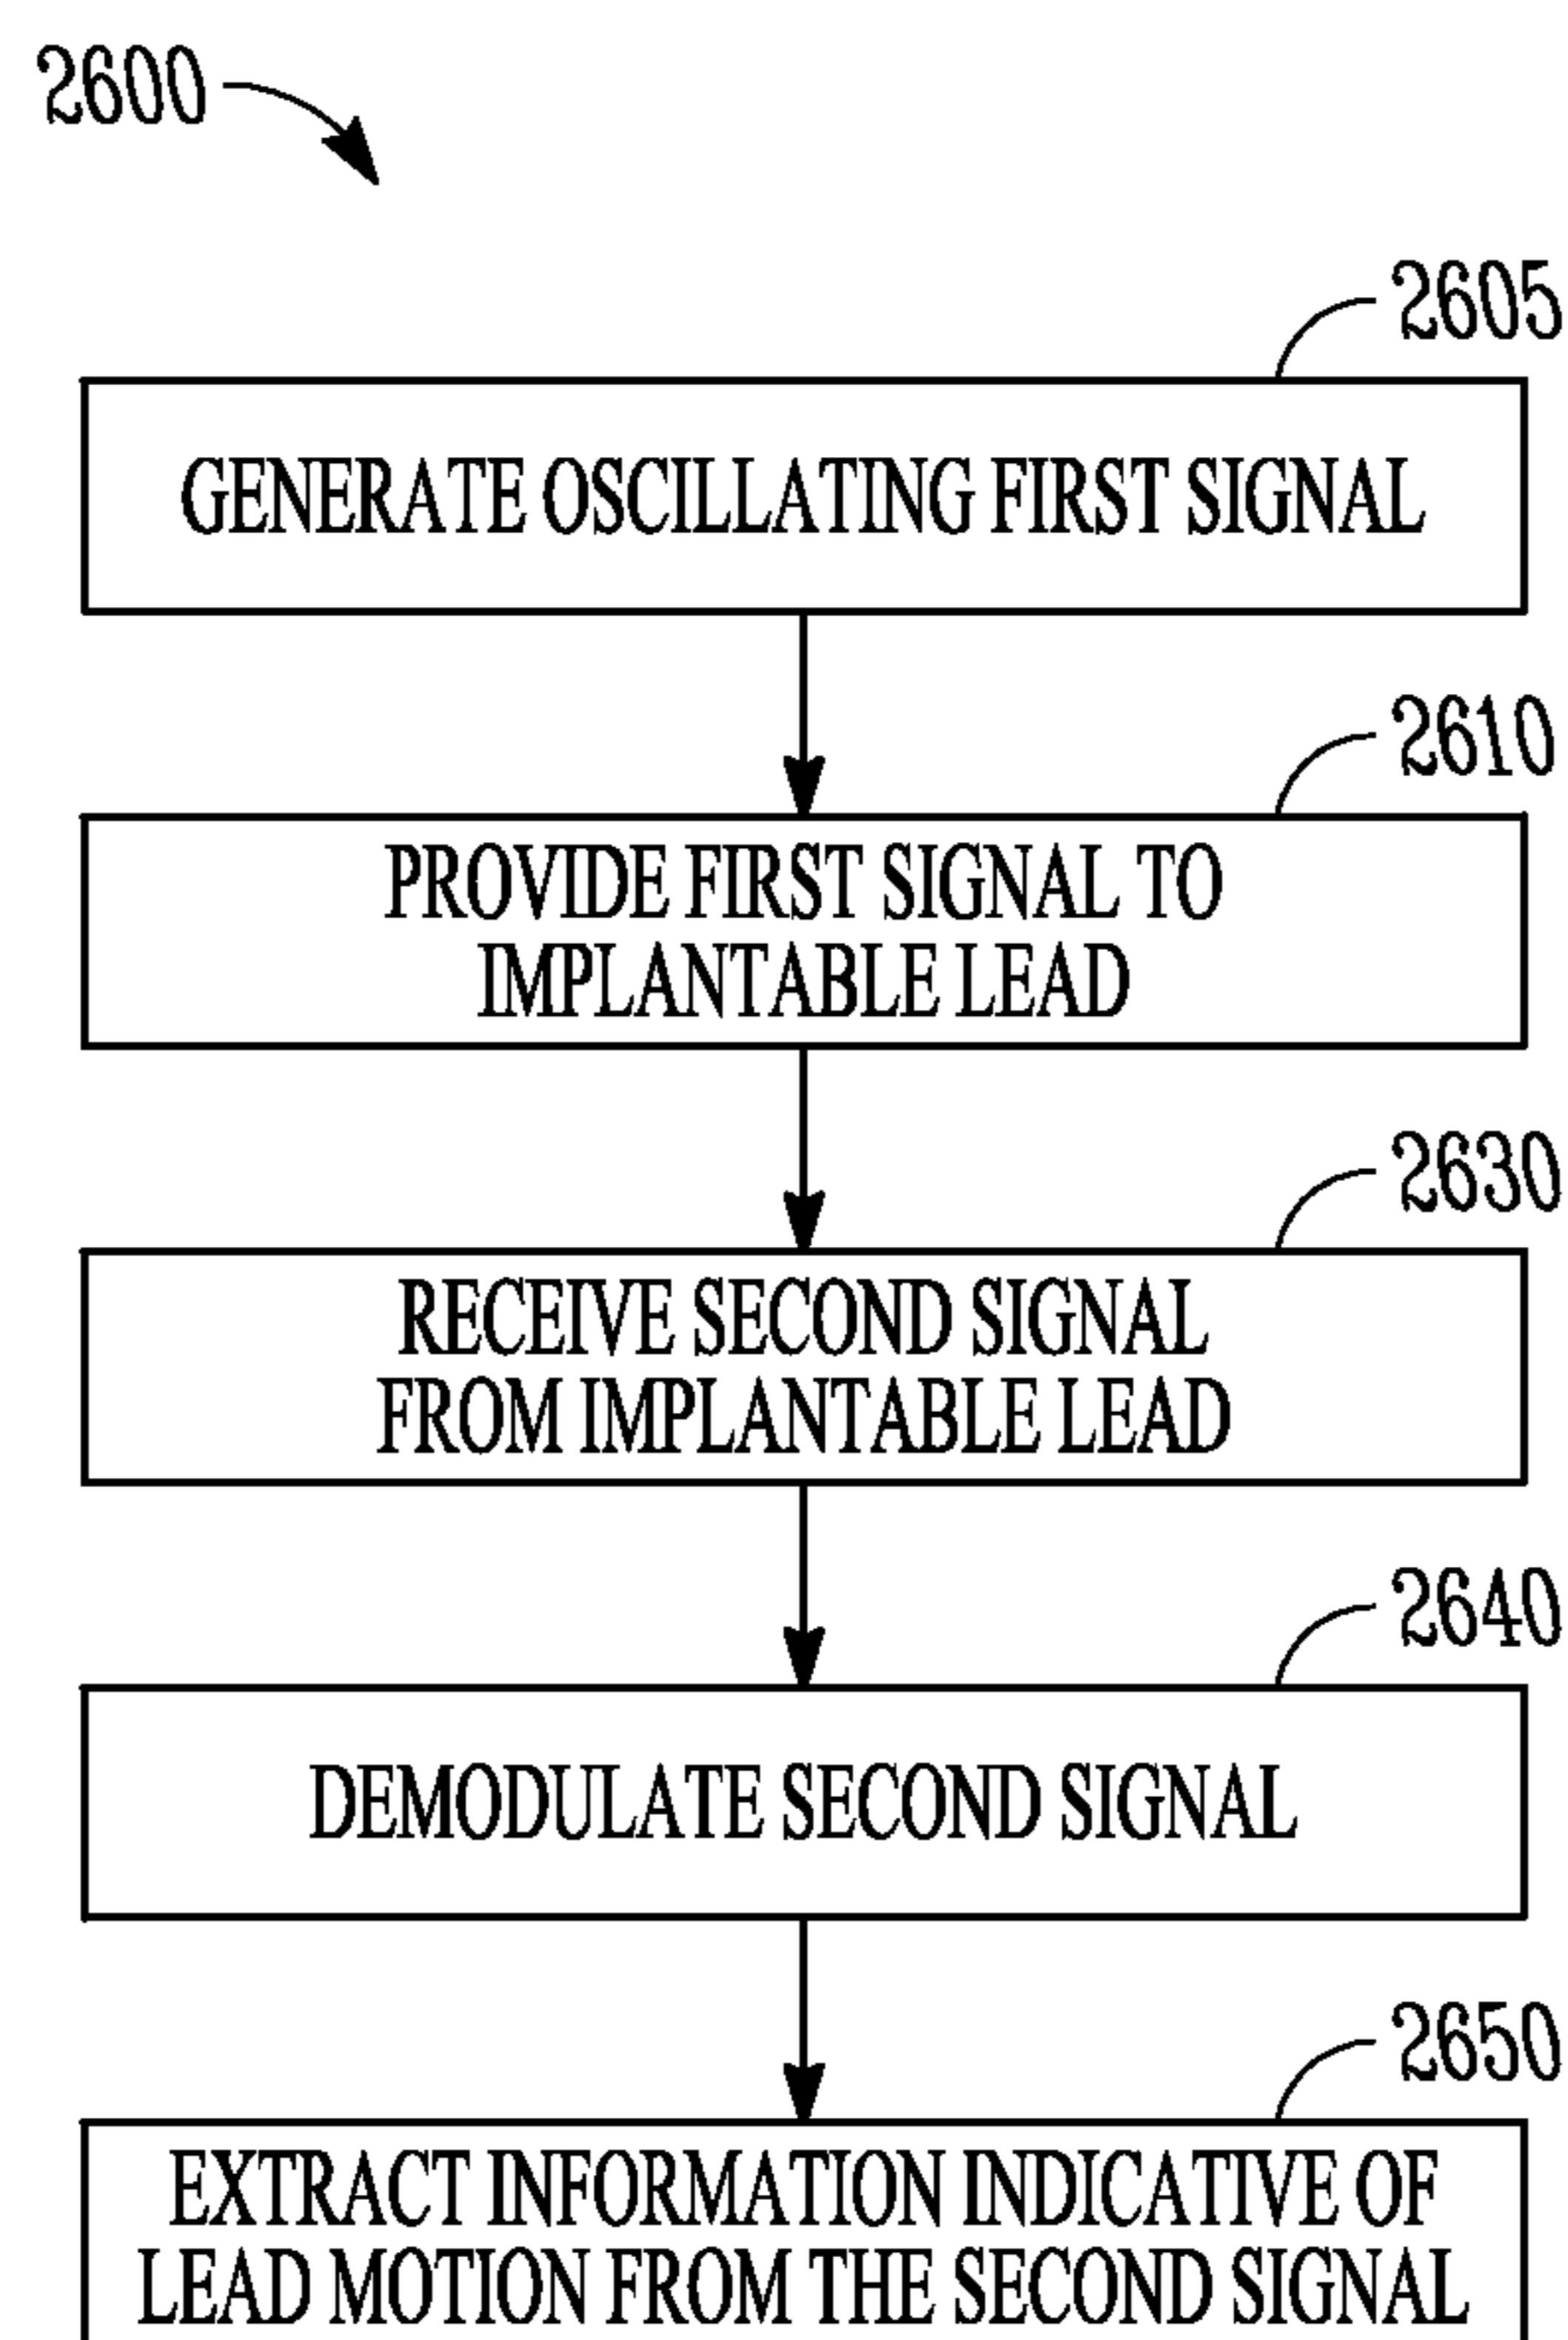 2600
2605
GENERATE OSCILLATING FIRST SIGNAL
2610
PROVIDE FIRST SIGNAL TO
IMPLANTABLE LEAD
2630
RECEIVE SECOND SIGNAL
FROM IMPLANTABLE LEAD
2640
DEMODULATE SECOND SIGNAL
2650
EXTRACT INFORMATION INDICATIVE OF
LEAD MOTION FROM THE SECOND SIGNAL